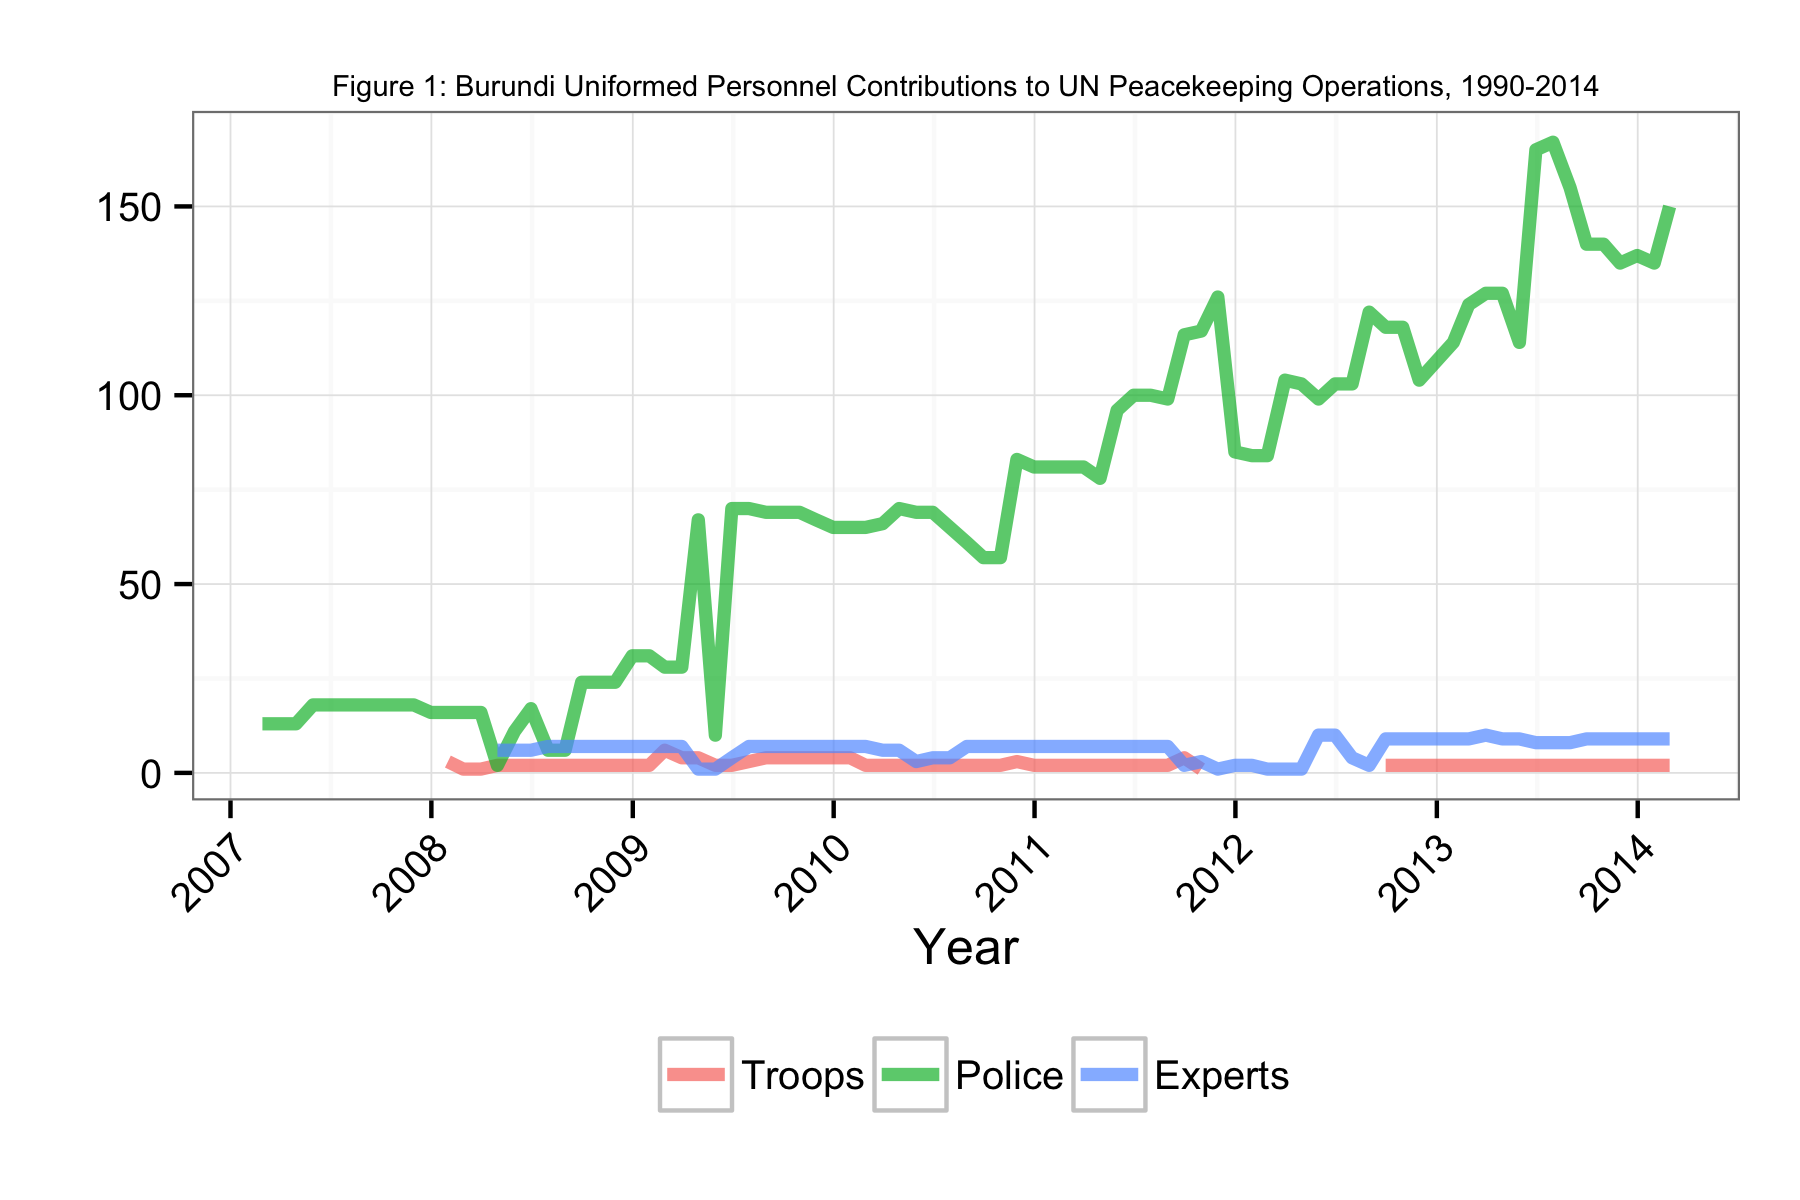 Figure 1: Burundi Uniformed Personnel Contributions to UN Peacekeeping Operations, 1990-2014
150
100
50
0
2007 2008 2009 2010 2011 2012 2013 2014
Year
Troops Police Experts